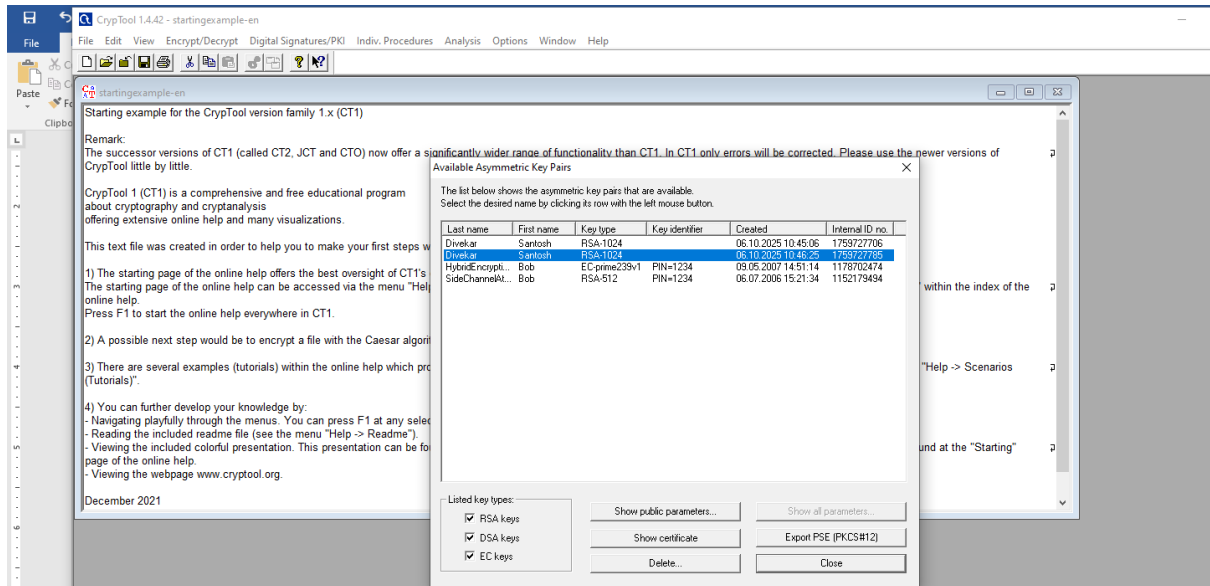 CrypTool 1.4.42 - startingexample-en
File
File Edit View Encrypt/Decrypt Digital Signatures/PKI Indiv. Procedures Analysis Options Window Help
Paste
Clipbo
startingexample-en
Starting example for the CrypTool version family 1.x (CT1)
Remark:
The successor versions of CT1 (called CT2, JCT and CTO) now offer a significantly wider range of functionality than CT1. In CT1 only errors will be corrected. Please use the newer versions of
CrypTool little by little.
CrypTool 1 (CT1) is a comprehensive and free educational program
about cryptography and cryptanalysis
offering extensive online help and many visualizations.
This text file was created in order to help you to make your first steps w
1) The starting page of the online help offers the best oversight of CT1's
The starting page of the online help can be accessed via the menu "Help
" within the index of the
online help.
Press F1 to start the online help everywhere in CT1.
2) A possible next step would be to encrypt a file with the Caesar algorit
3) There are several examples (tutorials) within the online help which pro
"Help -> Scenarios
(Tutorials)".
4) You can further develop your knowledge by:
- Navigating playfully through the menus. You can press F1 at any selec
- Reading the included readme file (see the menu "Help -> Readme").
- Viewing the included colorful presentation. This presentation can be fo
und at the "Starting"
page of the online help.
- Viewing the webpage www.cryptool.org.
December 2021
Available Asymmetric Key Pairs
The list below shows the asymmetric key pairs that are available.
Select the desired name by clicking its row with the left mouse button.
Last name First name Key type Key identifier Created Internal ID no.
Divekar Santosh RSA-1024 06.10.2025 10:45:06 1759727706
Divekar Santosh RSA-1024 06.10.2025 10:46:25 1759727785
HybridEncrypti... Bob EC-prime239v1 PIN=1234 09.05.2007 14:51:14 1178702474
SideChannelAt... Bob RSA-512 PIN=1234 06.07.2006 15:21:34 1152179494
Listed key types:
RSA keys
DSA keys
EC keys
Show public parameters...
Show all parameters...
Show certificate
Export PSE (PKCS#12)
Delete...
Close